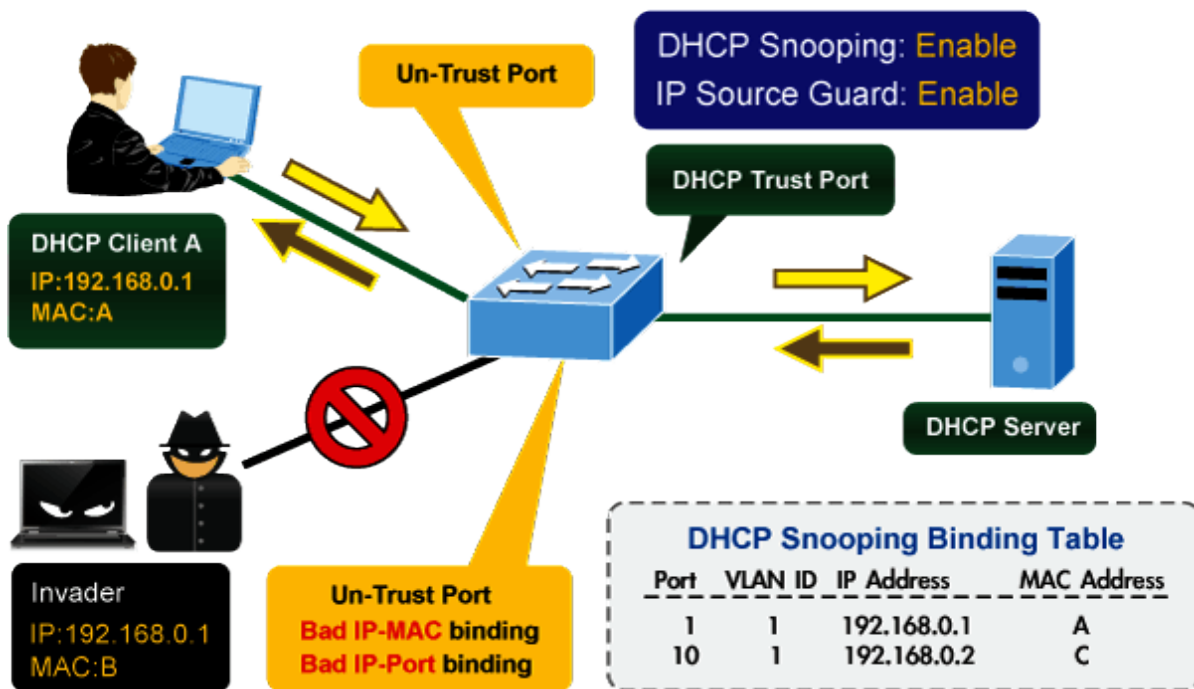 Un-Trust Port
DHCP Snooping: Enable
IP Source Guard: Enable
DHCP Trust Port
DHCP Client A
IP:192.168.0.1
MAC:A
DHCP Server
Invader
IP:192.168.0.1
MAC:B
Un-Trust Port
Bad IP-MAC binding
Bad IP-Port binding
DHCP Snooping Binding Table
Port VLAN ID IP Address MAC Address
1 1 192.168.0.1 A
10 1 192.168.0.2 C